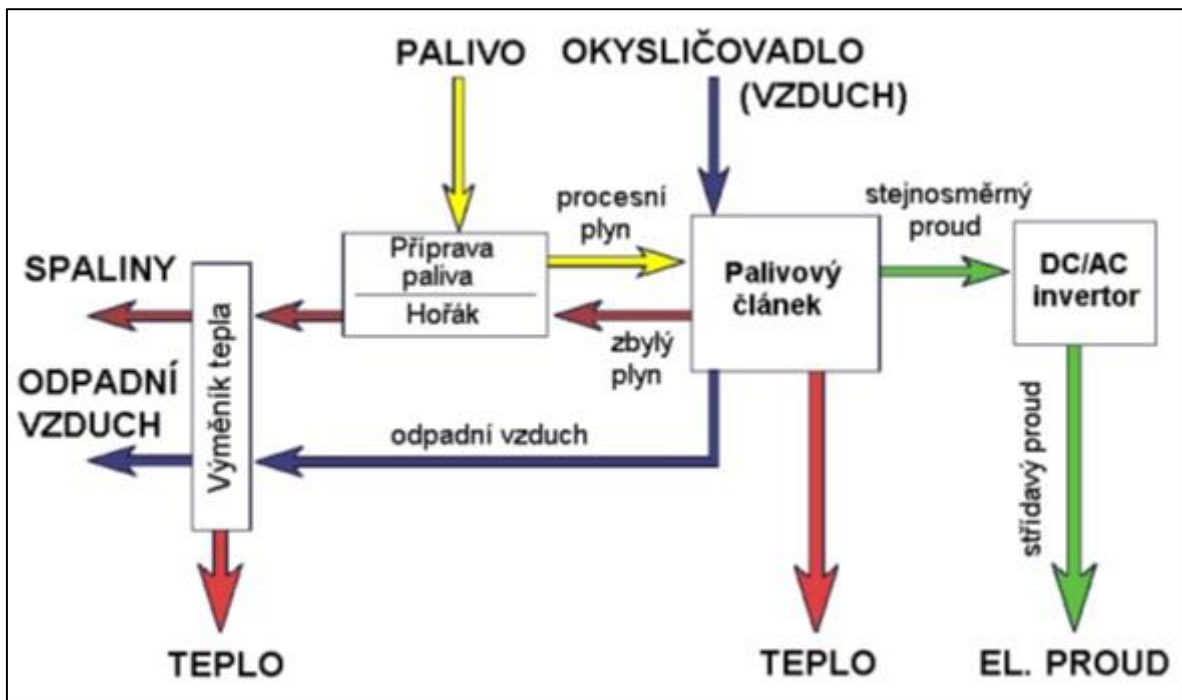 PALIVO
OKYSLIČOVADLO
(VZDUCH)
procesní
plyn
stejnosměrný
proud
SPALINY
Příprava
paliva
Hořák
Palivový
článek
DC/AC
invertor
zbylý
plyn
ODPADNÍ
VZDUCH
Výměník tepla
odpadní vzduch
střídavý proud
TEPLO
TEPLO
EL. PROUD